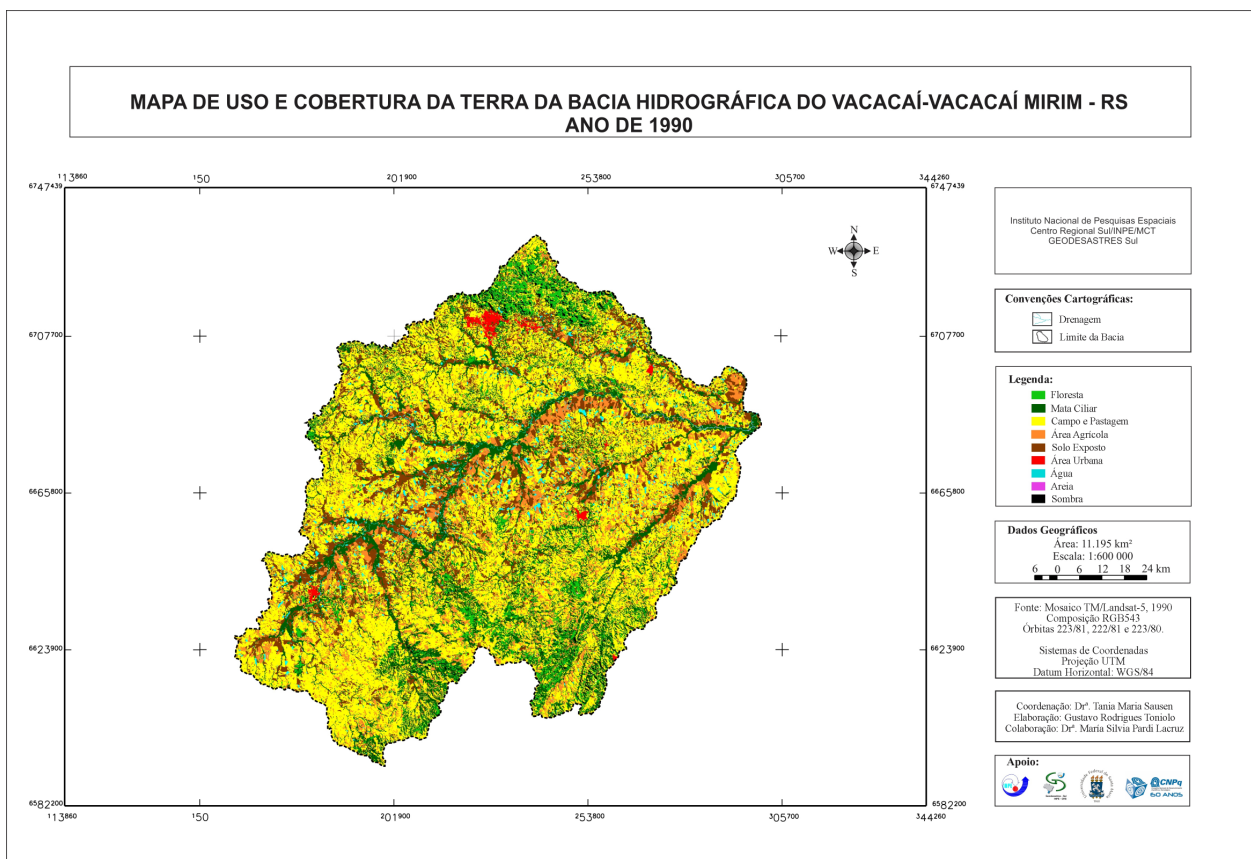 MAPA DE USO E COBERTURA DA TERRA DA BACIA HIDROGRÁFICA DO VACACAÍ-VACACAÍ MIRIM - RS
ANO DE 1990
113860 150 201900 253800 305700 344260
6747439 6747439
N
W E
S
6707700 6707700
6665800 6665800
6623900 6623900
6582200 6582200
113860 150 201900 253800 305700 344260
Instituto Nacional de Pesquisas Espaciais
Centro Regional Sul/INPE/MCT
GEODESASTRES Sul
Convenções Cartográficas:
Drenagem
Limite da Bacia
Legenda:
Floresta
Mata Ciliar
Campo e Pastagem
Área Agrícola
Solo Exposto
Área Urbana
Água
Areia
Sombra
Dados Geográficos
Área: 11.195 km²
Escala: 1:600 000
6 0 6 12 18 24 km
Fonte: Mosaico TM/Landsat-5, 1990
Composição RGB543
Órbitas 223/81, 222/81 e 223/80.
Sistemas de Coordenadas
Projeção UTM
Datum Horizontal: WGS/84
Coordenação: Drª. Tania Maria Sausen
Elaboração: Gustavo Rodrigues Toniolo
Colaboração: Drª. Maria Silvia Pardi Lacruz
Apoio:
CNPq
60 ANOS